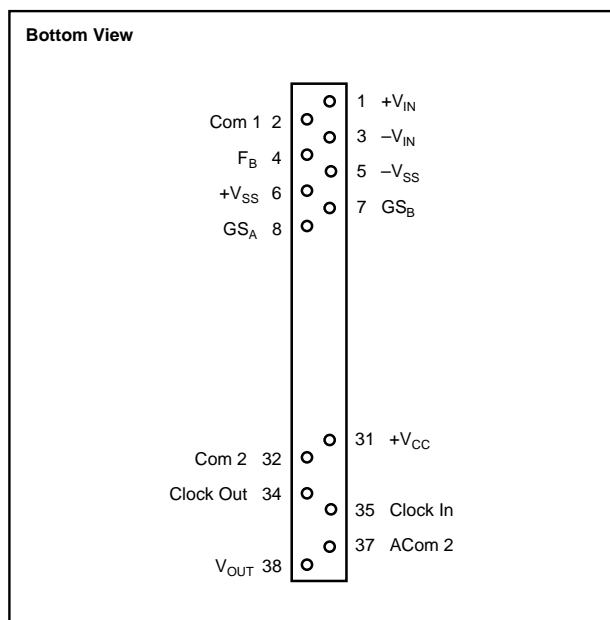 Bottom View
1 +VIN
Com 1 2
3 –VIN
FB 4
5 –VSS
+VSS 6
7 GSB
GSA 8
31 +VCC
Com 2 32
Clock Out 34
35 Clock In
37 ACom 2
VOUT 38